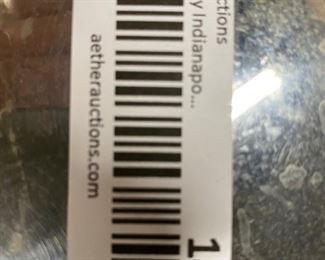 ctions
y Indianapo...
aetherauctions.com
1